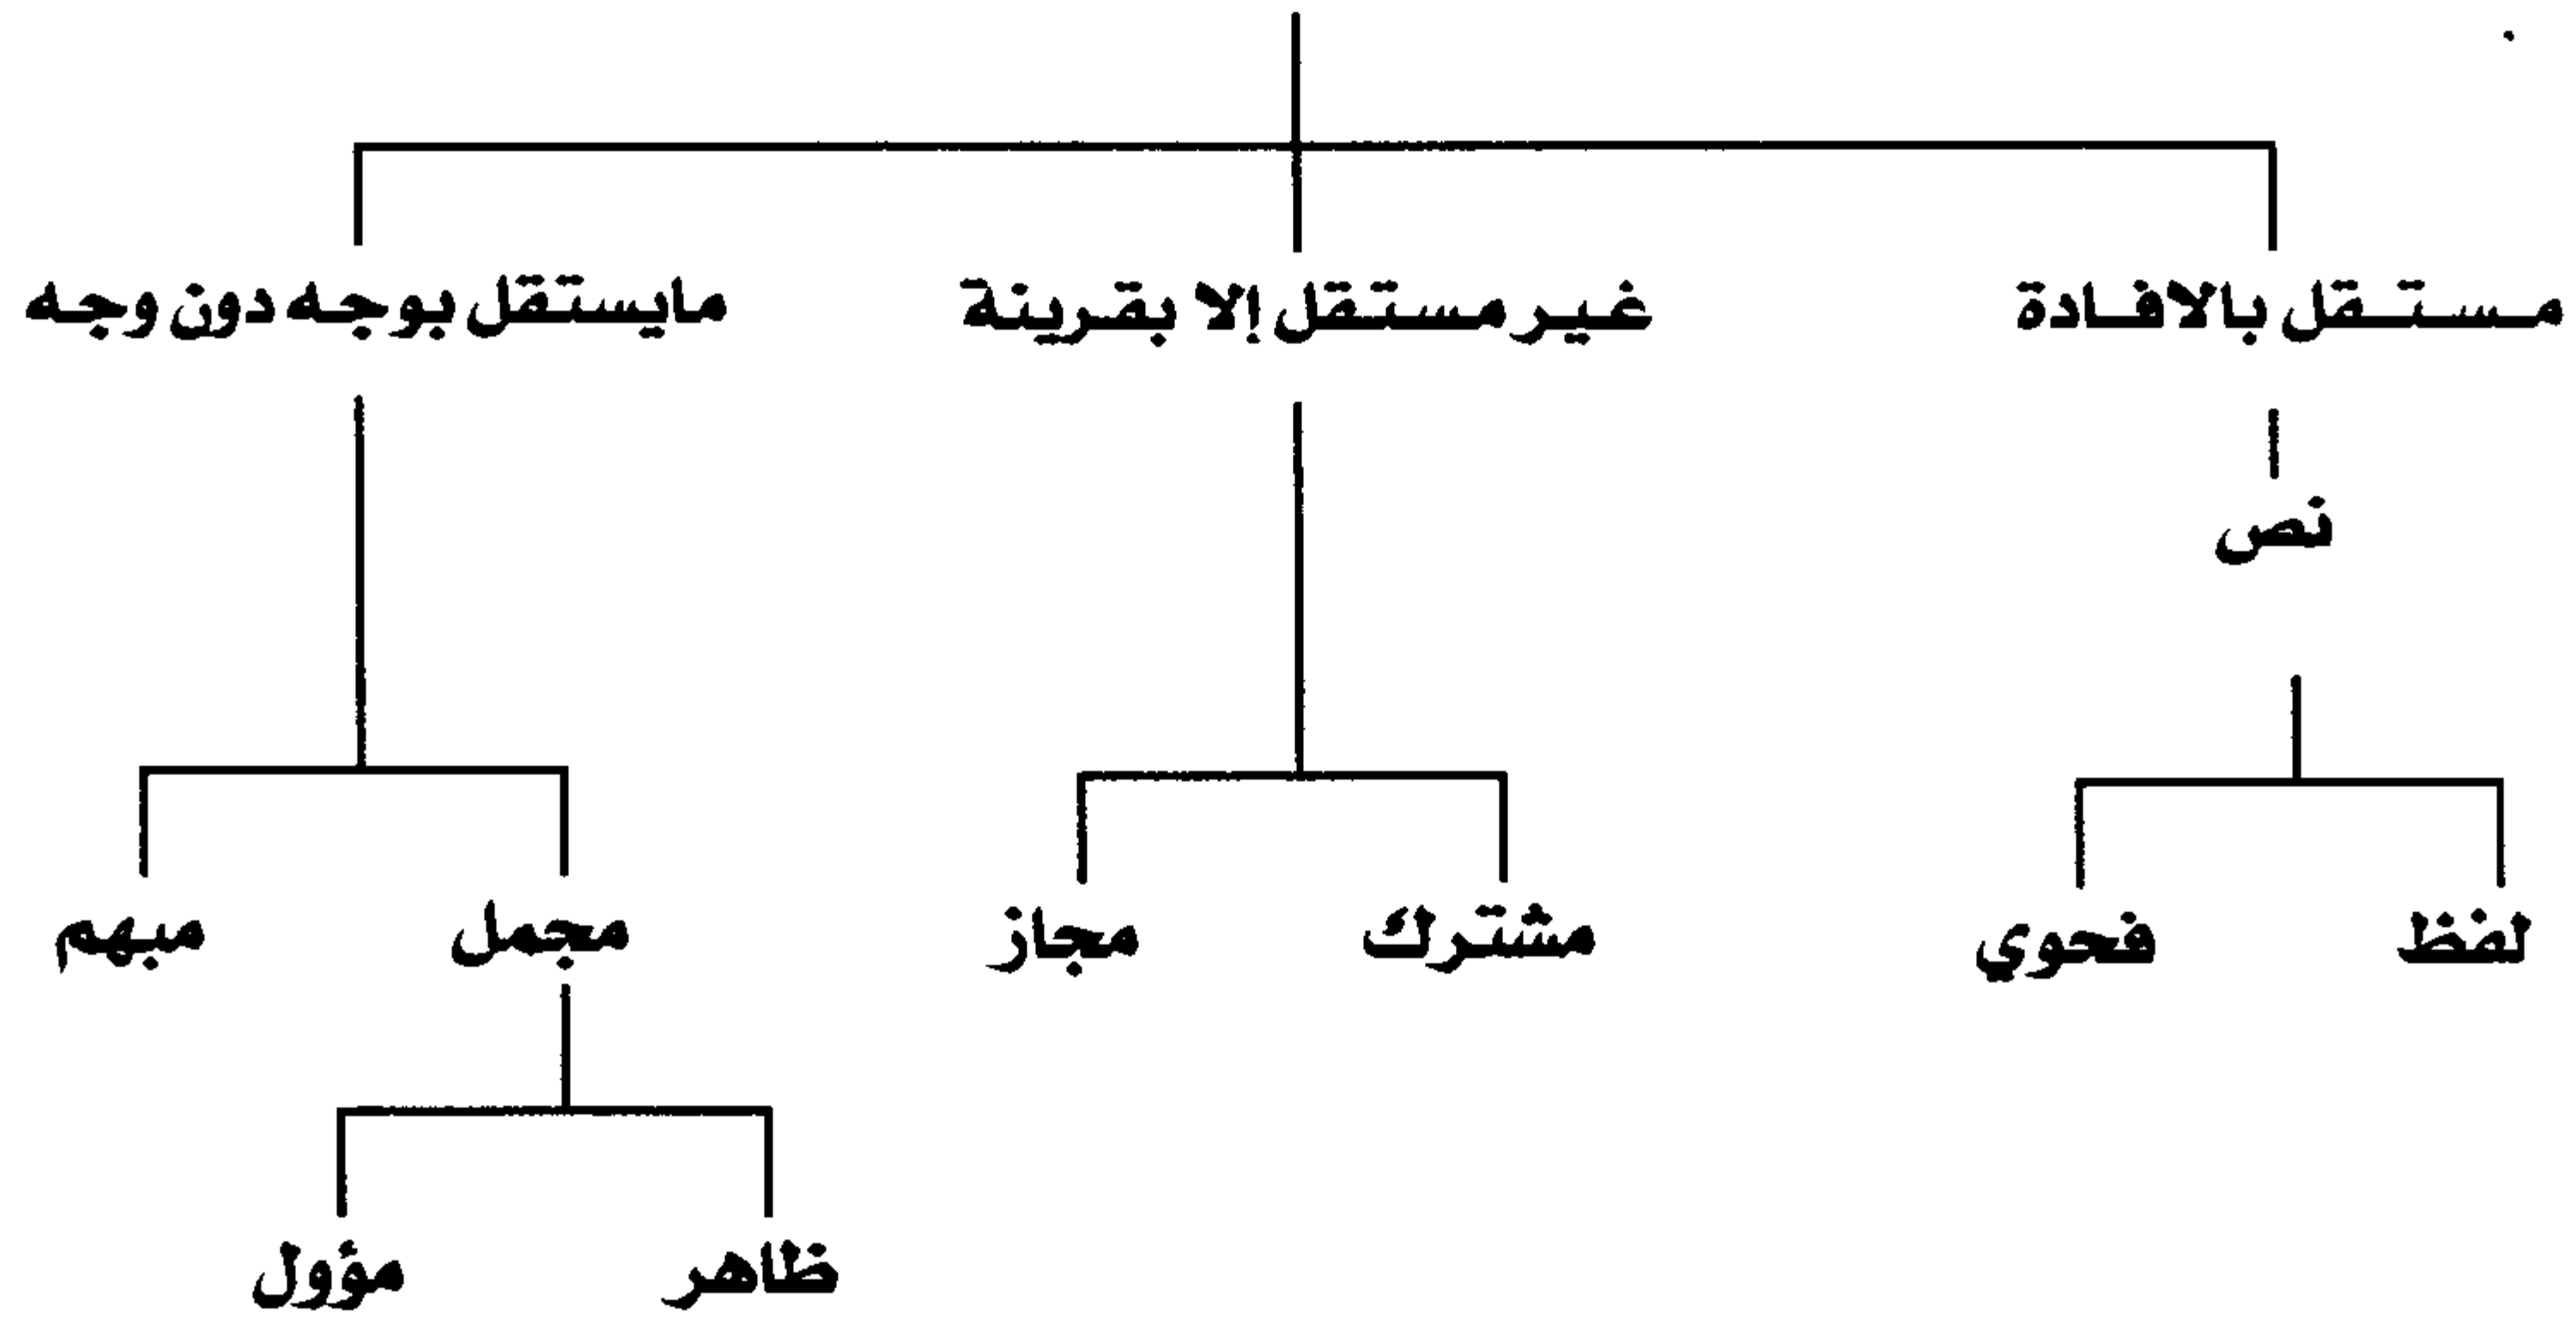 مستقل بالافادة
غير مستقل إلا بقرينة
مايستقل بوجه دون وجه
نص
لفظ
فحوي
مشترك
مجاز
مجمل
مبهم
ظاهر
مؤول